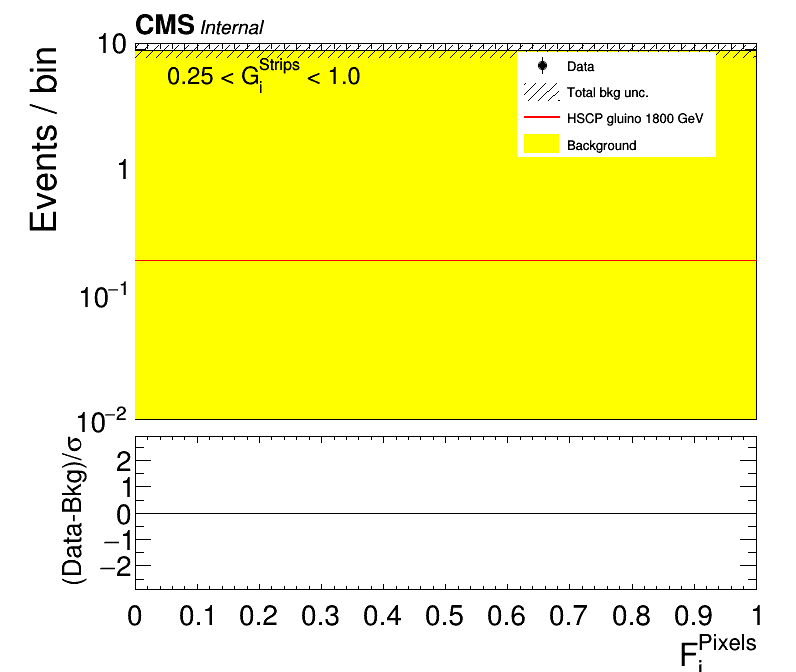 CMS Internal
Events / bin
10
1
10⁻¹
10⁻²
0.25 < G_i^Strips < 1.0
Data
Total bkg unc.
HSCP gluino 1800 GeV
Background
(Data-Bkg)/σ
2
1
0
−1
−2
0 0.1 0.2 0.3 0.4 0.5 0.6 0.7 0.8 0.9 1
F_i^Pixels